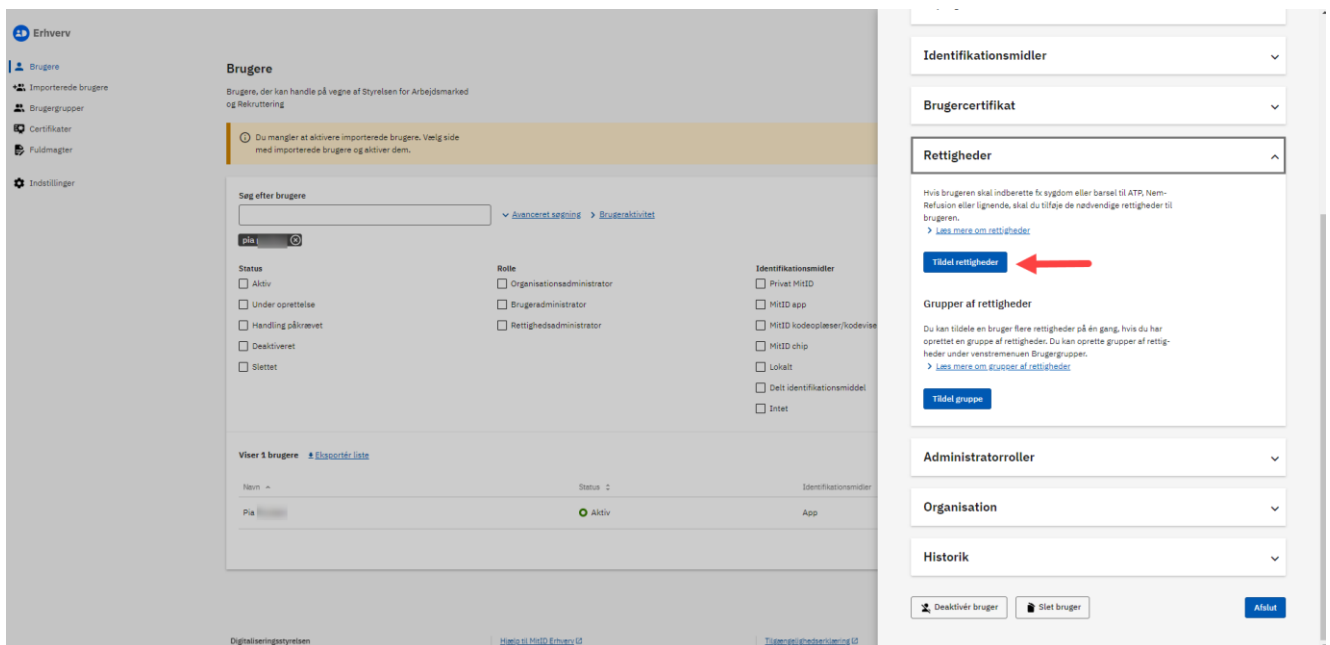 Erhverv
Brugere
Importerede brugere
Brugergrupper
Certifikater
Fuldmagter
Indstillinger
Brugere
Brugere, der kan handle på vegne af Styrelsen for Arbejdsmarked
og Rekruttering
Du mangler at aktivere importerede brugere. Vælg side
med importerede brugere og aktiver dem.
Søg efter brugere
Avanceret søgning
Brugeraktivitet
pia
Status
Aktiv
Under oprettelse
Handling påkrævet
Deaktiveret
Slettet
Rolle
Organisationsadministrator
Brugeradministrator
Rettighedsadministrator
Identifikationsmidler
Privat MitID
MitID app
MitID kodeoplæser/kodevise
MitID chip
Lokalt
Delt identifikationsmiddel
Intet
Viser 1 brugere Eksportér liste
Navn Status Identifikationsmidler
Pia Aktiv App
Digitaliseringsstyrelsen
Hjælp til MitID Erhverv
Tilgængelighedserklæring
Identifikationsmidler
Brugercertifikat
Rettigheder
Hvis brugeren skal indberette fx sygdom eller barsel til ATP, Nem-
Refusion eller lignende, skal du tilføje de nødvendige rettigheder til
brugeren.
Læs mere om rettigheder
Tildel rettigheder
Grupper af rettigheder
Du kan tildele en bruger flere rettigheder på én gang, hvis du har
oprettet en gruppe af rettigheder. Du kan oprette grupper af rettig-
heder under venstremenuen Brugergrupper.
Læs mere om grupper af rettigheder
Tildel gruppe
Administratorroller
Organisation
Historik
Deaktivér bruger
Slet bruger
Afslut